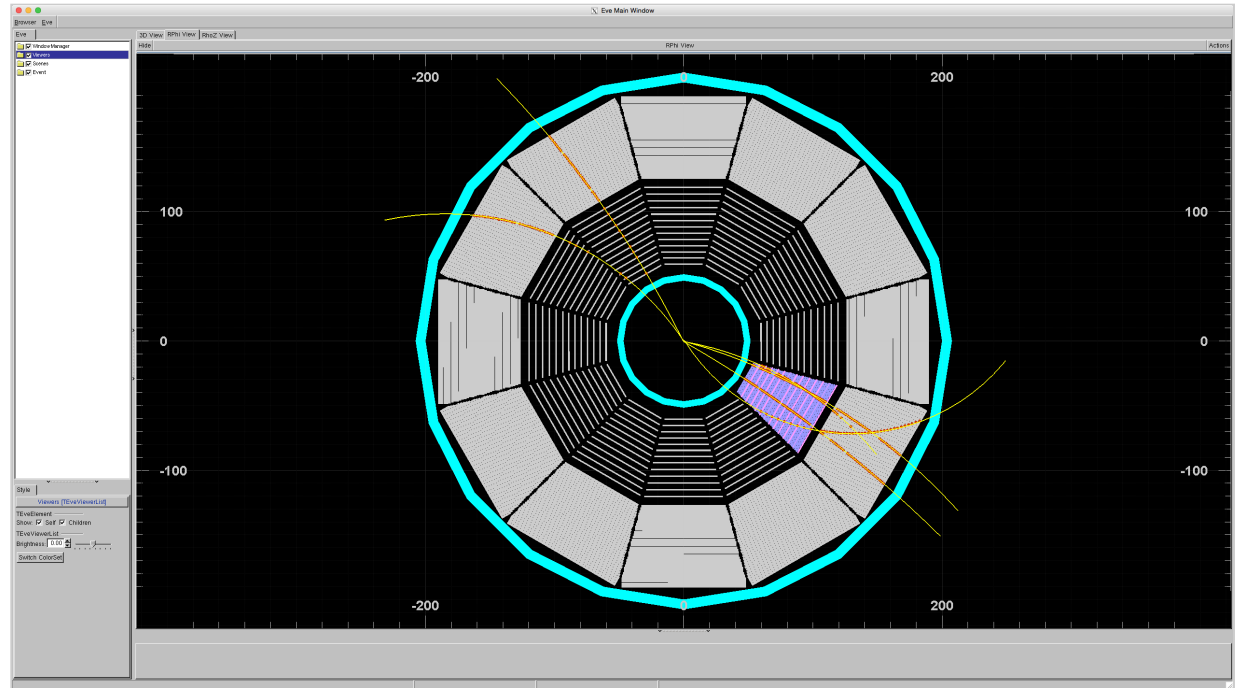 Eve Main Window
Browser Eve
Eve
3D View RPhi View RhoZ View
Hide RPhi View Actions
Window Manager
Viewers
Scenes
Event
-200 0 200
100 100
0 0
-100 -100
-200 0 200
Style
Viewers [TEveViewerList]
TEveElement
Show: Self Children
TEveViewerList
Brightness: 0.00
Switch ColorSet